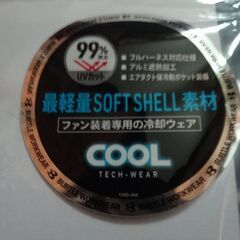 99%
UVカット
・フルハーネス対応仕様
・アルミ遮熱加工
・エアダクト保冷剤ポケット装備
最軽量SOFT SHELL素材
ファン装着専用の冷却ウェア
COOL
TECH-WEAR
BURTLE WORKWEAR
BURTLE WORKWEAR